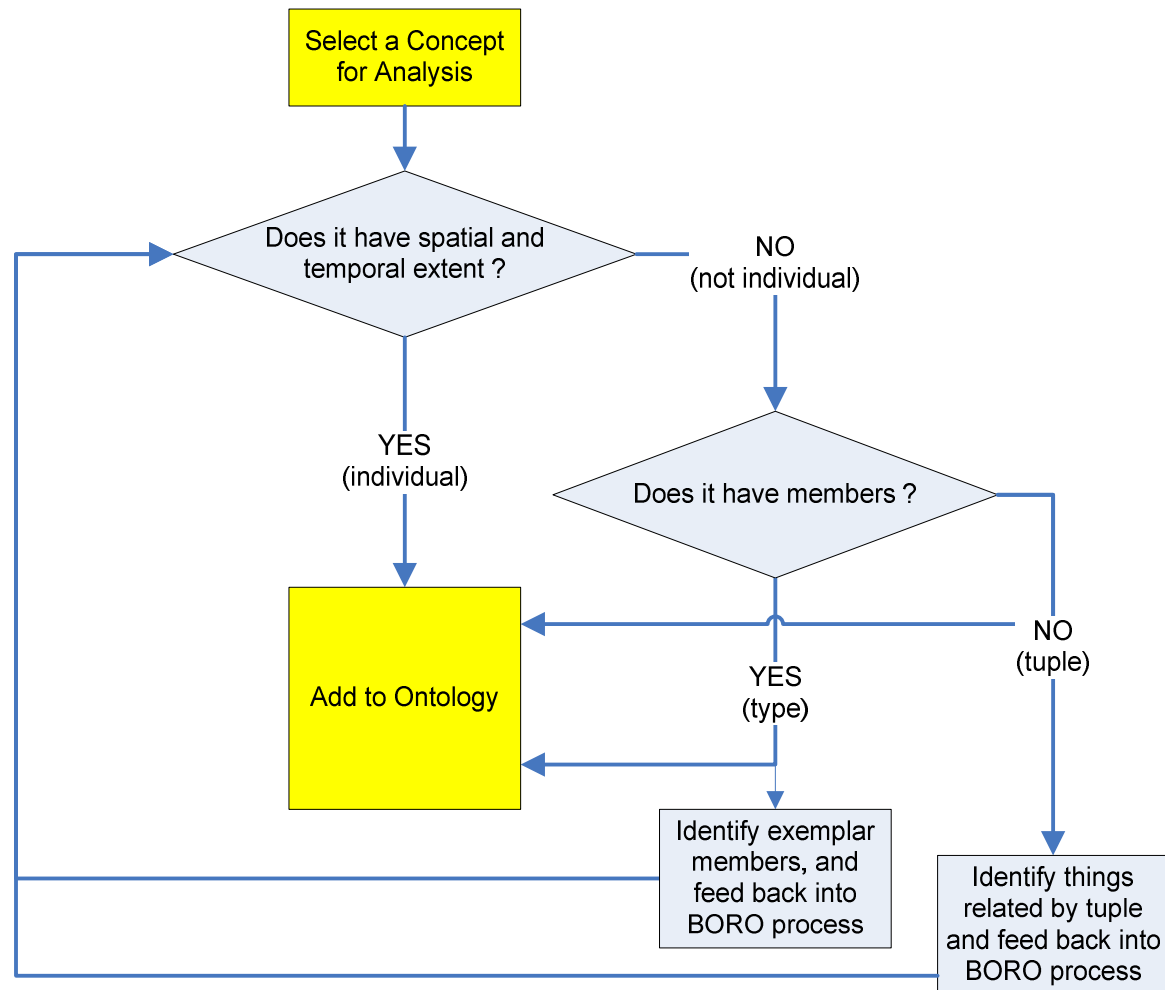 Select a Concept
for Analysis
Does it have spatial and
temporal extent ?
NO
(not individual)
YES
(individual)
Does it have members ?
NO
(tuple)
YES
(type)
Add to Ontology
Identify exemplar
members, and
feed back into
BORO process
Identify things
related by tuple
and feed back into
BORO process